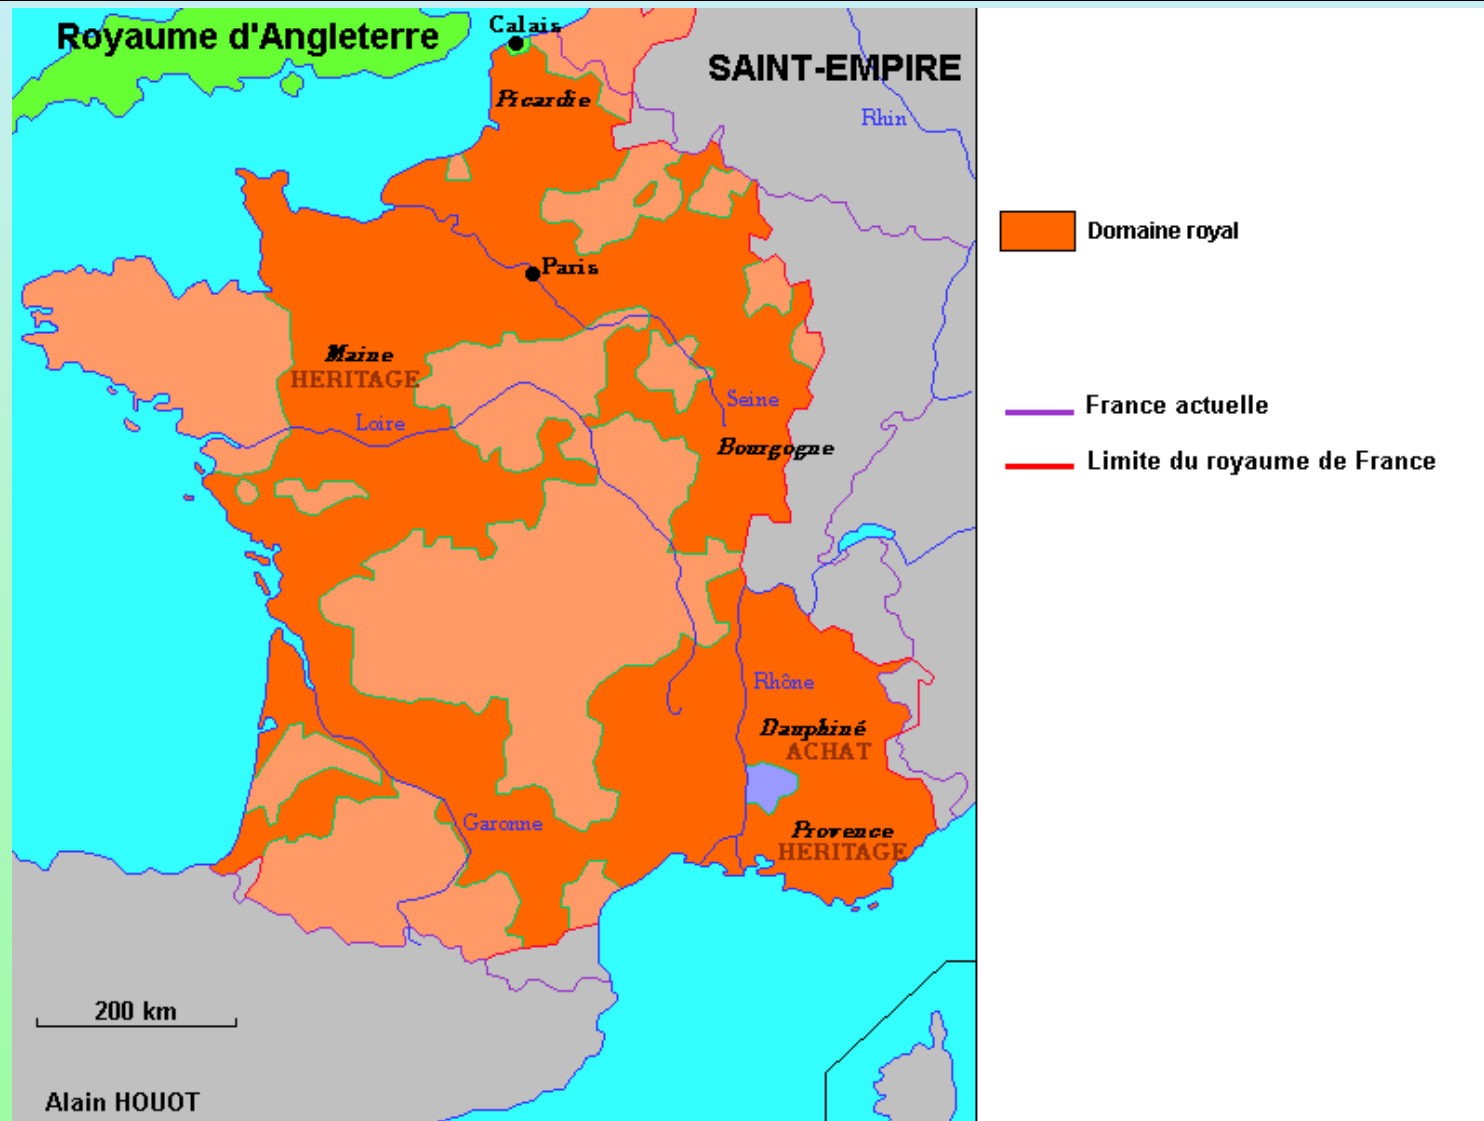 Royaume d'Angleterre
Calais
SAINT-EMPIRE
Picardie
Rhin
Domaine royal
Paris
Maine
HERITAGE
Loire
Seine
Bourgogne
France actuelle
Limite du royaume de France
Rhône
Dauphiné
ACHAT
Garonne
Provence
HERITAGE
200 km
Alain HOUOT